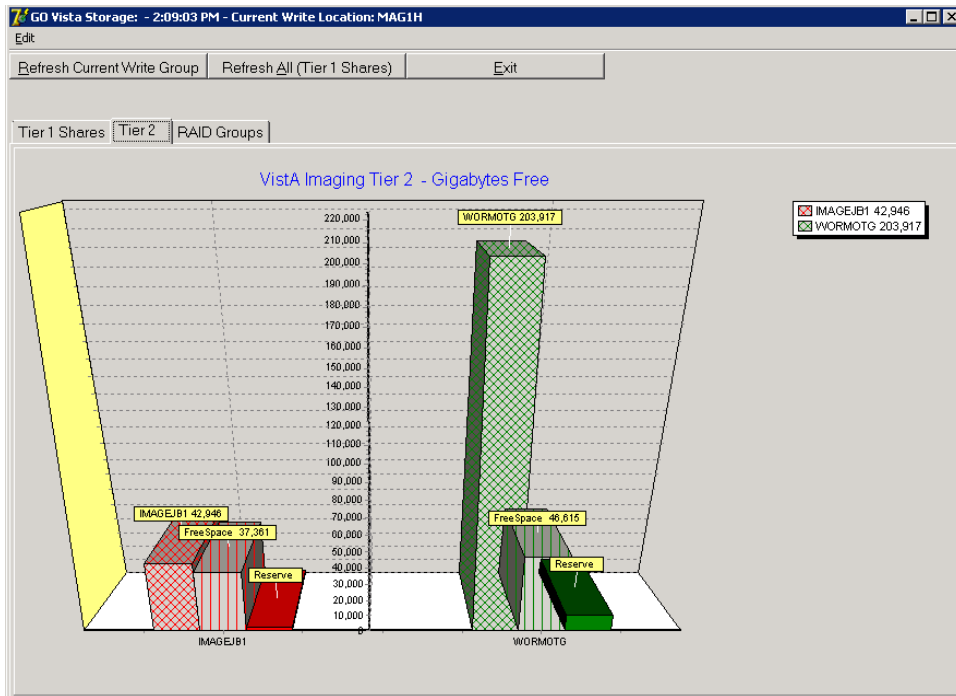 GO Vista Storage:  - 2:09:03 PM - Current Write Location: MAG1H
Edit
Refresh Current Write Group
Refresh All (Tier 1 Shares)
Exit
Tier 1 Shares
Tier 2
RAID Groups
VistA Imaging Tier 2  - Gigabytes Free
IMAGEJB1 42,946
WORMOTG 203,917
WORMOTG 203,917
220,000
210,000
200,000
190,000
180,000
170,000
160,000
150,000
140,000
130,000
120,000
110,000
100,000
90,000
80,000
70,000
60,000
50,000
40,000
30,000
20,000
10,000
0
IMAGEJB1 42,946
FreeSpace  37,361
Reserve
FreeSpace  46,615
Reserve
IMAGEJB1
WORMOTG